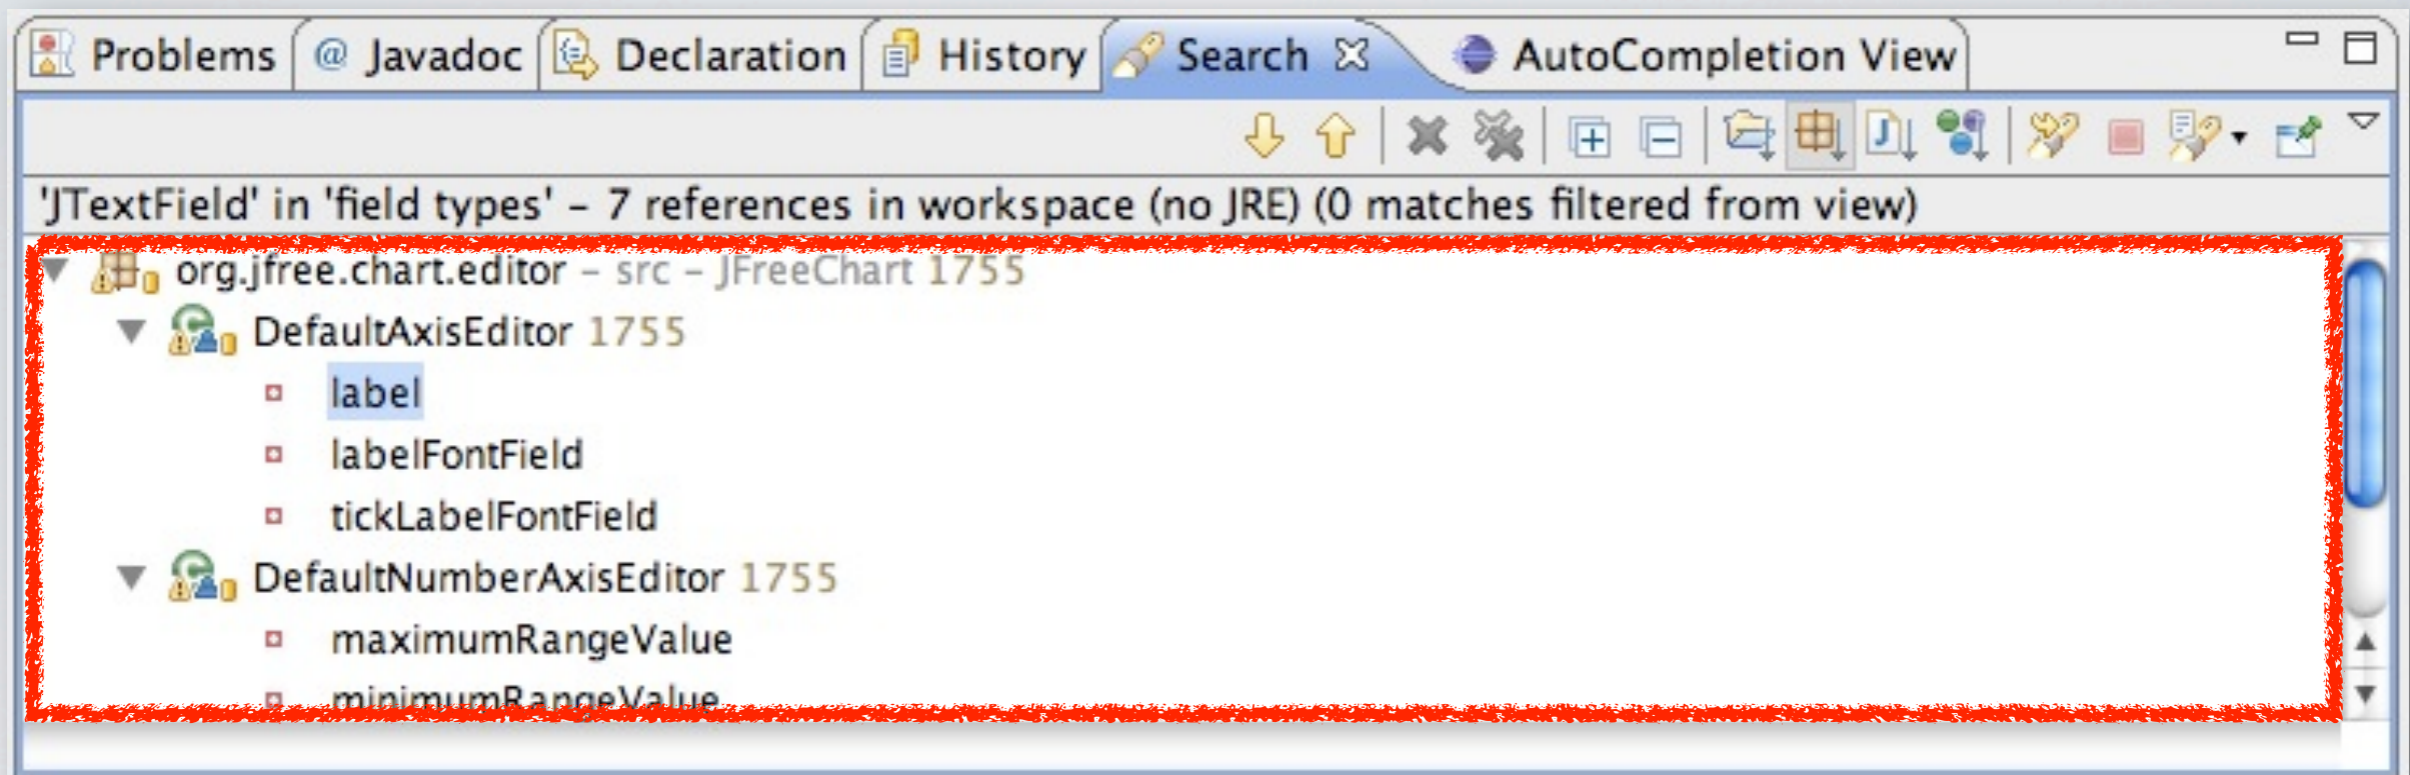 Problems @ Javadoc Declaration History Search AutoCompletion View
'JTextField' in 'field types' – 7 references in workspace (no JRE) (0 matches filtered from view)
org.jfree.chart.editor – src – JFreeChart 1755
DefaultAxisEditor 1755
label
labelFontField
tickLabelFontField
DefaultNumberAxisEditor 1755
maximumRangeValue
minimumRangeValue